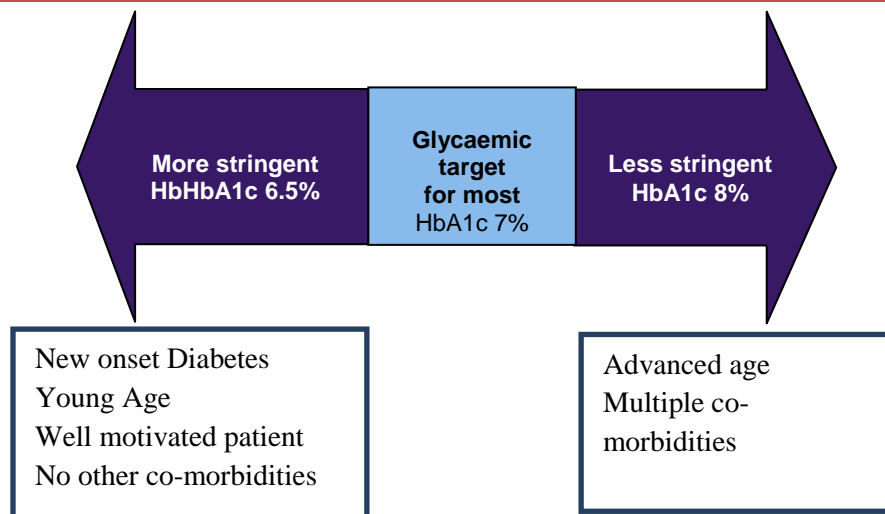 More stringent
HbHbA1c 6.5%
Glycaemic
target
for most
HbA1c 7%
Less stringent
HbA1c 8%
New onset Diabetes
Young Age
Well motivated patient
No other co-morbidities
Advanced age
Multiple co-
morbidities